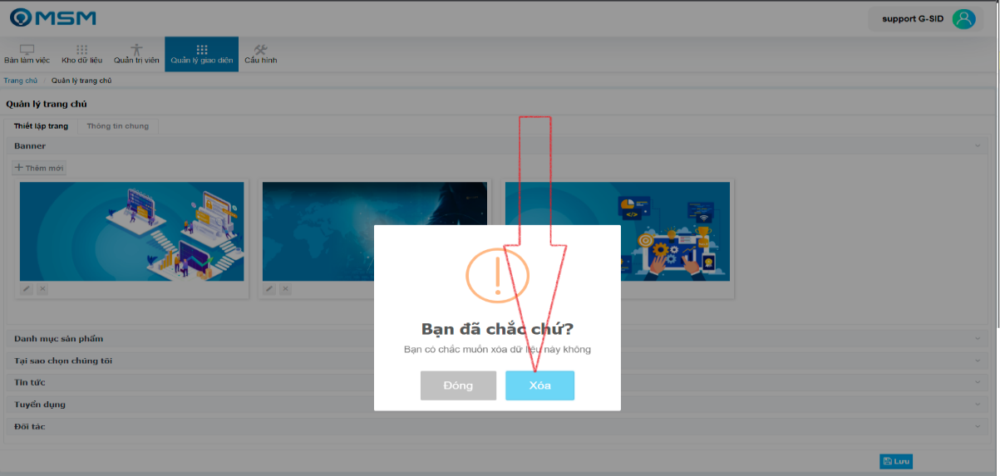 MSM
support G-SID
Bàn làm việc
Kho dữ liệu
Quản trị viên
Quản lý giao diện
Cấu hình
Trang chủ / Quản lý trang chủ
Quản lý trang chủ
Thiết lập trang
Thông tin chung
Banner
Thêm mới
Bạn đã chắc chứ?
Bạn có chắc muốn xóa dữ liệu này không
Đóng
Xóa
Danh mục sản phẩm
Tại sao chọn chúng tôi
Tin tức
Tuyển dụng
Đối tác
Lưu